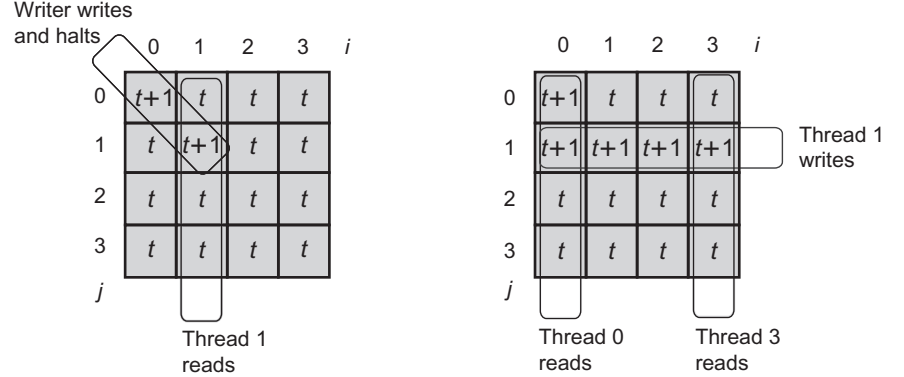 Writer writes
and halts
0 1 2 3 i
0 t+1 t t t
1 t t+1 t t
2 t t t t
3 t t t t
j
Thread 1
reads
0 1 2 3 i
0 t+1 t t t
1 t+1 t+1 t+1 t+1
Thread 1
writes
2 t t t t
3 t t t t
j
Thread 0
reads
Thread 3
reads